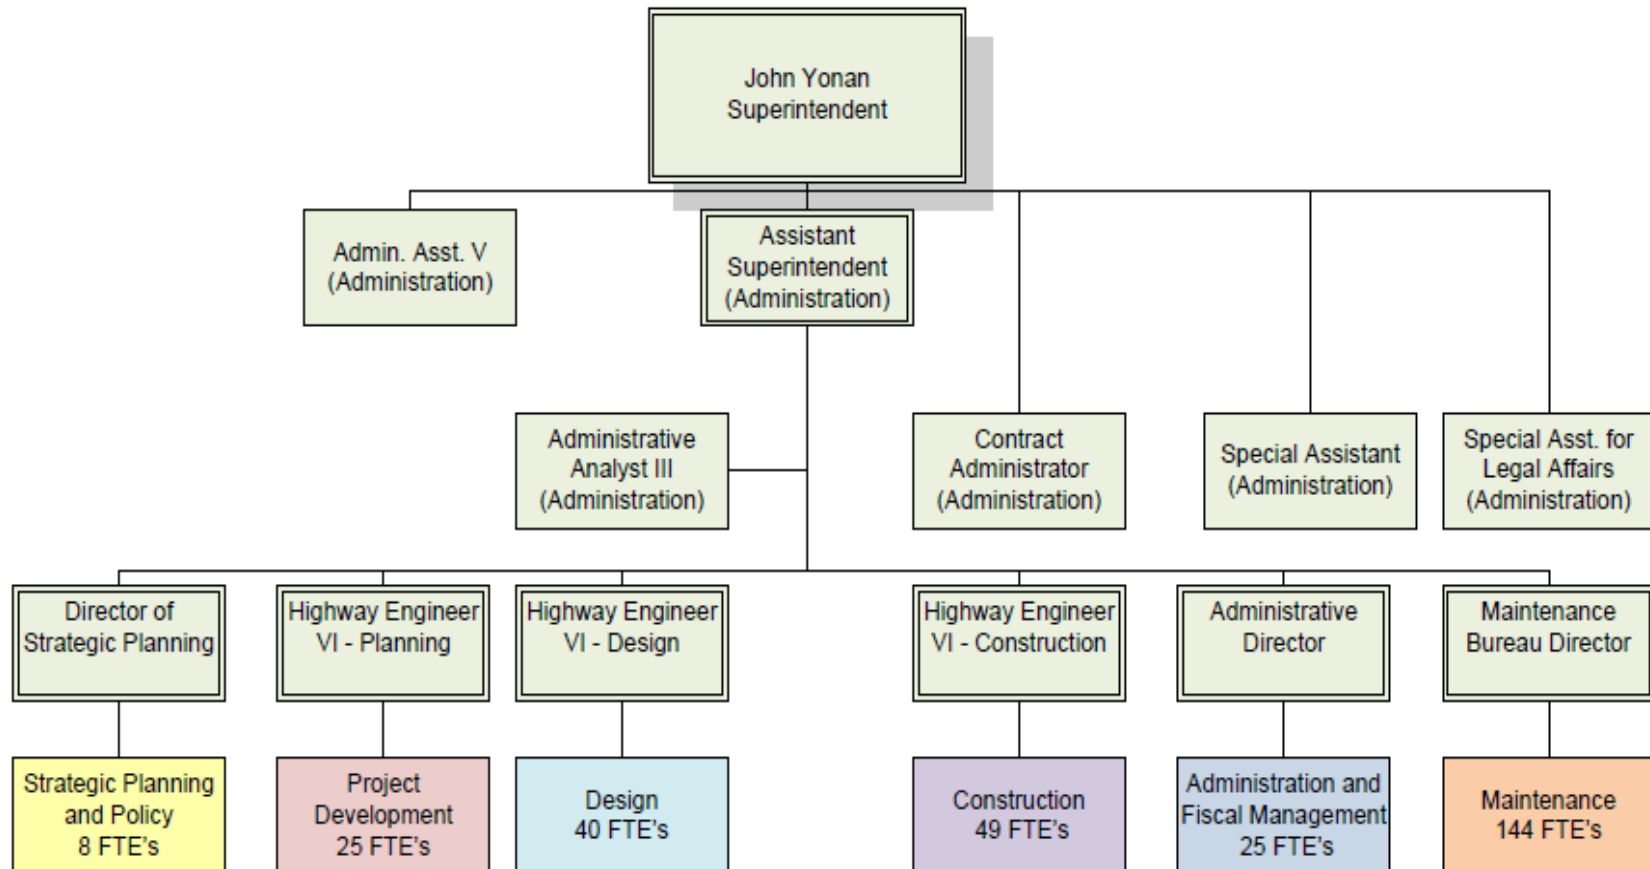 John Yonan
Superintendent
Admin. Asst. V
(Administration)
Assistant
Superintendent
(Administration)
Administrative
Analyst III
(Administration)
Contract
Administrator
(Administration)
Special Assistant
(Administration)
Special Asst. for
Legal Affairs
(Administration)
Director of
Strategic Planning
Highway Engineer
VI - Planning
Highway Engineer
VI - Design
Highway Engineer
VI - Construction
Administrative
Director
Maintenance
Bureau Director
Strategic Planning
and Policy
8 FTE's
Project
Development
25 FTE's
Design
40 FTE's
Construction
49 FTE's
Administration and
Fiscal Management
25 FTE's
Maintenance
144 FTE's